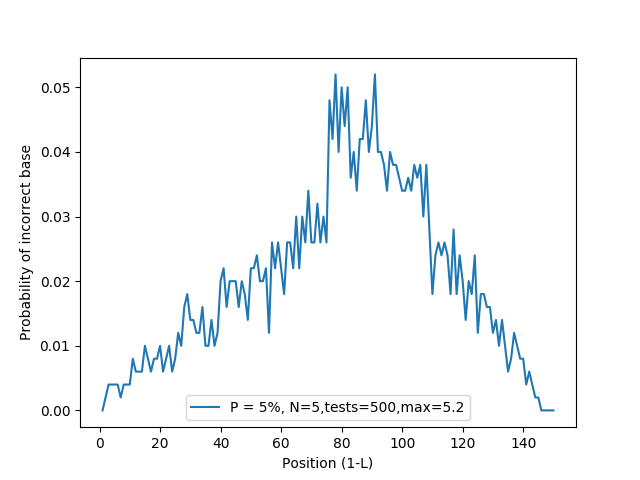 0.05
0.04
0.03
0.02
0.01
0.00
Probability of incorrect base
P = 5%, N=5,tests=500,max=5.2
0 20 40 60 80 100 120 140
Position (1-L)